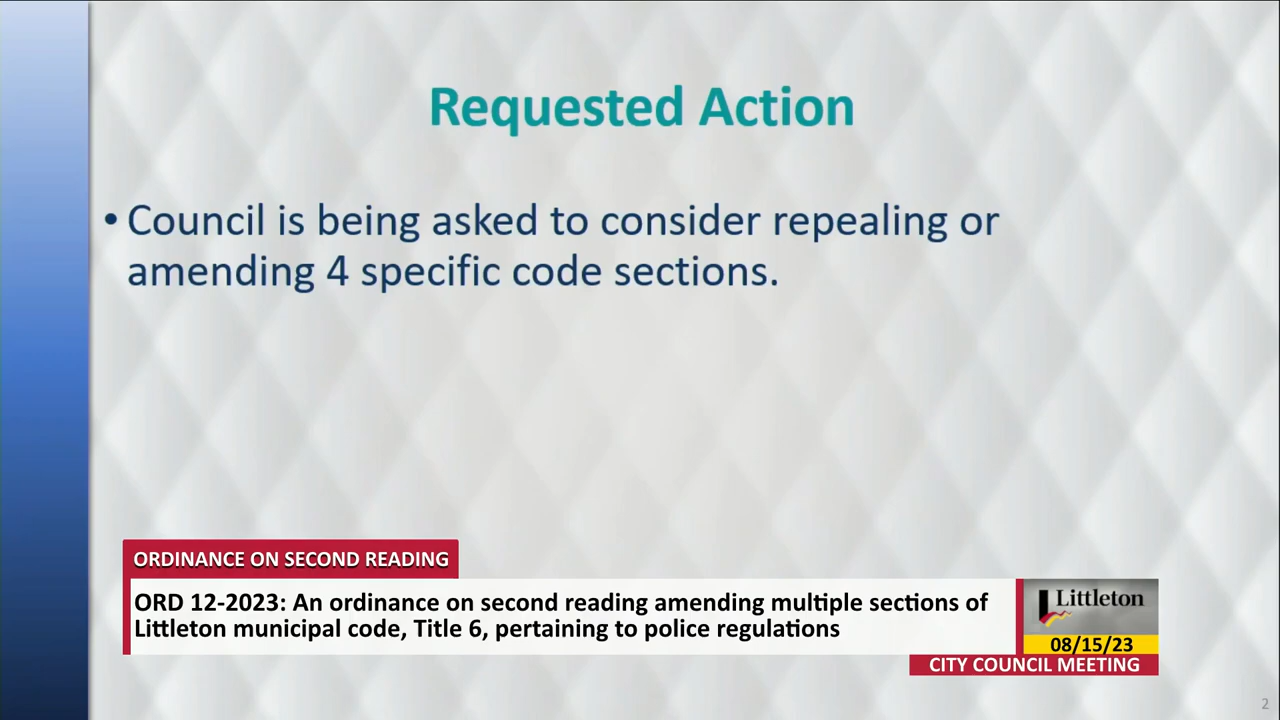 Requested Action
• Council is being asked to consider repealing or
amending 4 specific code sections.
ORDINANCE ON SECOND READING
ORD 12-2023: An ordinance on second reading amending multiple sections of
Littleton municipal code, Title 6, pertaining to police regulations
Littleton
08/15/23
CITY COUNCIL MEETING
2